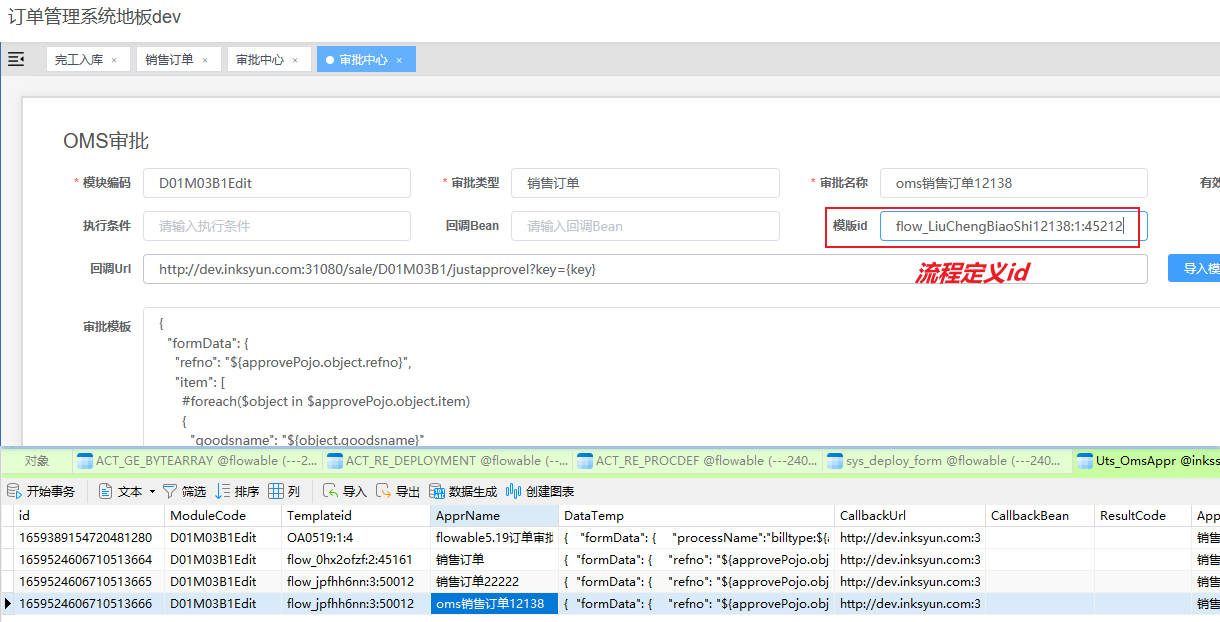 订单管理系统地板dev
完工入库 × 销售订单 × 审批中心 × 审批中心 ×
OMS审批
* 模块编码 D01M03B1Edit * 审批类型 销售订单 * 审批名称 oms销售订单12138 有效
执行条件 请输入执行条件 回调Bean 请输入回调Bean 模版id flow_LiuChengBiaoShi12138:1:45212
回调Url http://dev.inksyun.com:31080/sale/D01M03B1/justapprovel?key={key} 导入模
流程定义id
审批模板 {
"formData": {
"refno": "${approvePojo.object.refno}",
"item": [
#foreach($object in $approvePojo.object.item)
{
"goodsname": "${object.goodsname}"
对象 ACT_GE_BYTEARRAY @flowable (---2... ACT_RE_DEPLOYMENT @flowable (--... ACT_RE_PROCDEF @flowable (---240... sys_deploy_form @flowable (---240... Uts_OmsAppr @inkss
开始事务 文本 筛选 排序 列 导入 导出 数据生成 创建图表
id ModuleCode Templateid ApprName DataTemp CallbackUrl CallbackBean ResultCode App
1659389154720481280 D01M03B1Edit OA0519:1:4 flowable5.19订单审批 { "formData": { "processName":"billtype:${a http://dev.inksyun.com:3 销售
1659524606710513664 D01M03B1Edit flow_0hx2ofzf:2:45161 销售订单 { "formData": { "refno": "${approvePojo.obj http://dev.inksyun.com:3 销售
1659524606710513665 D01M03B1Edit flow_jpfhh6nn:3:50012 销售订单22222 { "formData": { "refno": "${approvePojo.obj http://dev.inksyun.com:3 销售
1659524606710513666 D01M03B1Edit flow_jpfhh6nn:3:50012 oms销售订单12138 { "formData": { "refno": "${approvePojo.obj http://dev.inksyun.com:3 销售